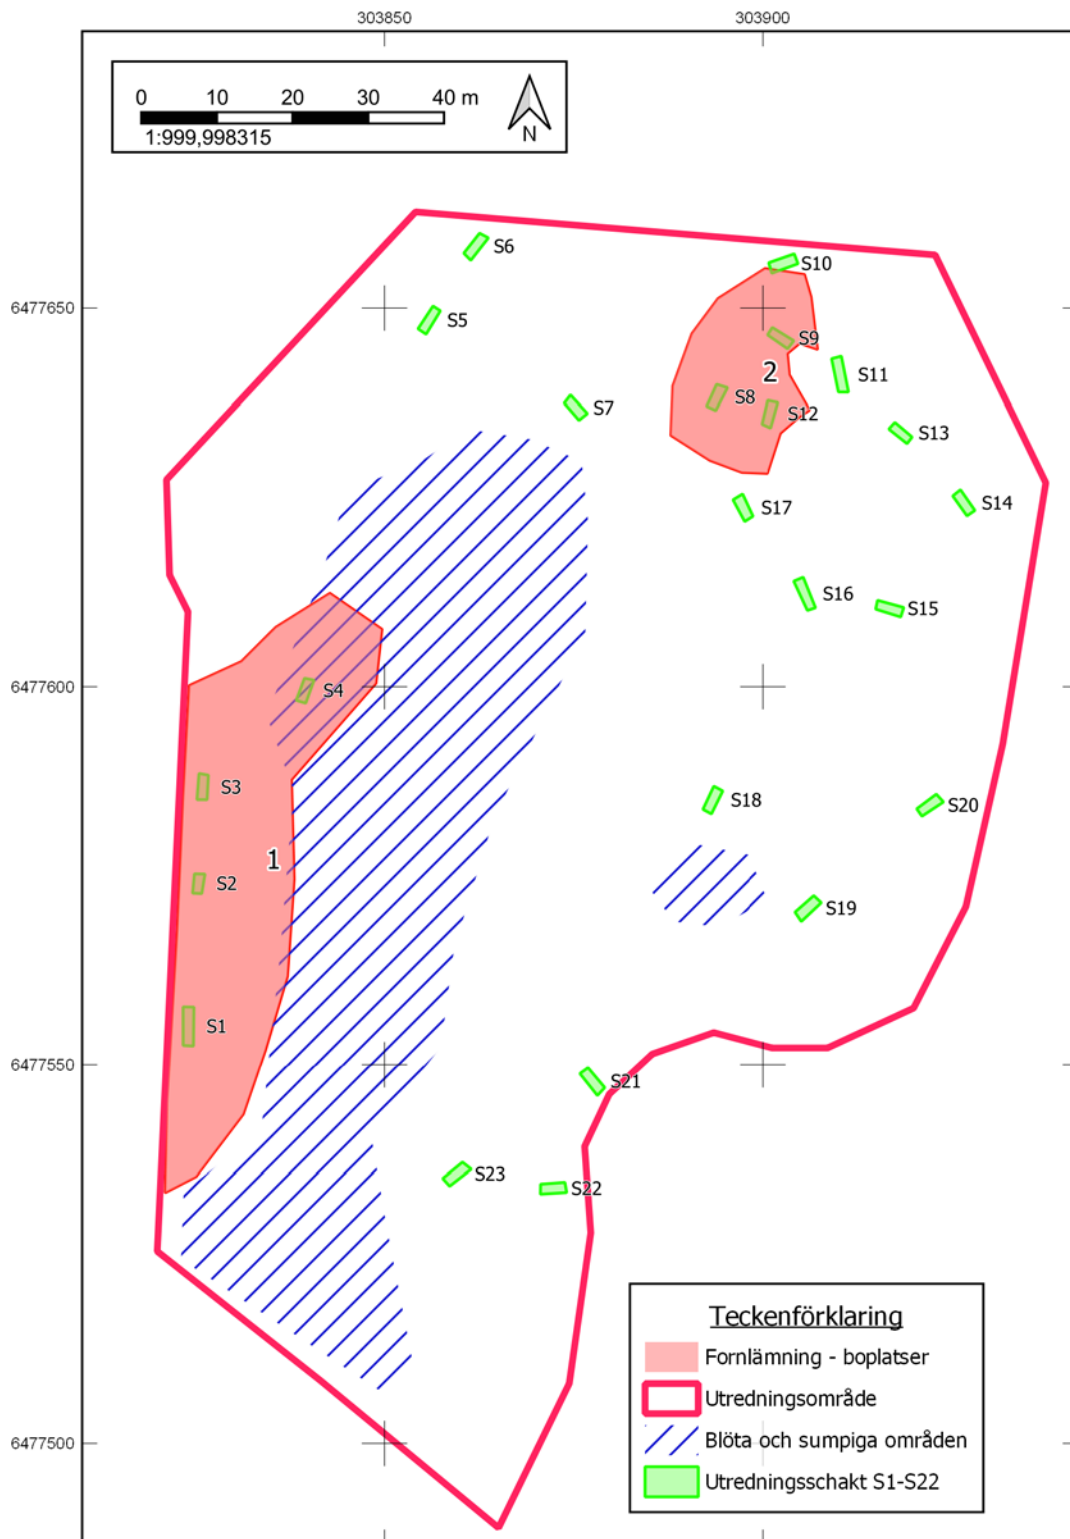 303850 303900
0 10 20 30 40 m
1:999,998315
N
S6
S10
6477650
S5
S9
2
S11
S8
S7
S12
S13
S17
S14
S16
S15
6477600
S4
S3
S18
S20
1
S2
S19
S1
6477550
S21
S23
S22
Teckenförklaring
Fornlämning - boplatser
Utredningsområde
Blöta och sumpiga områden
6477500
Utredningsschakt S1-S22